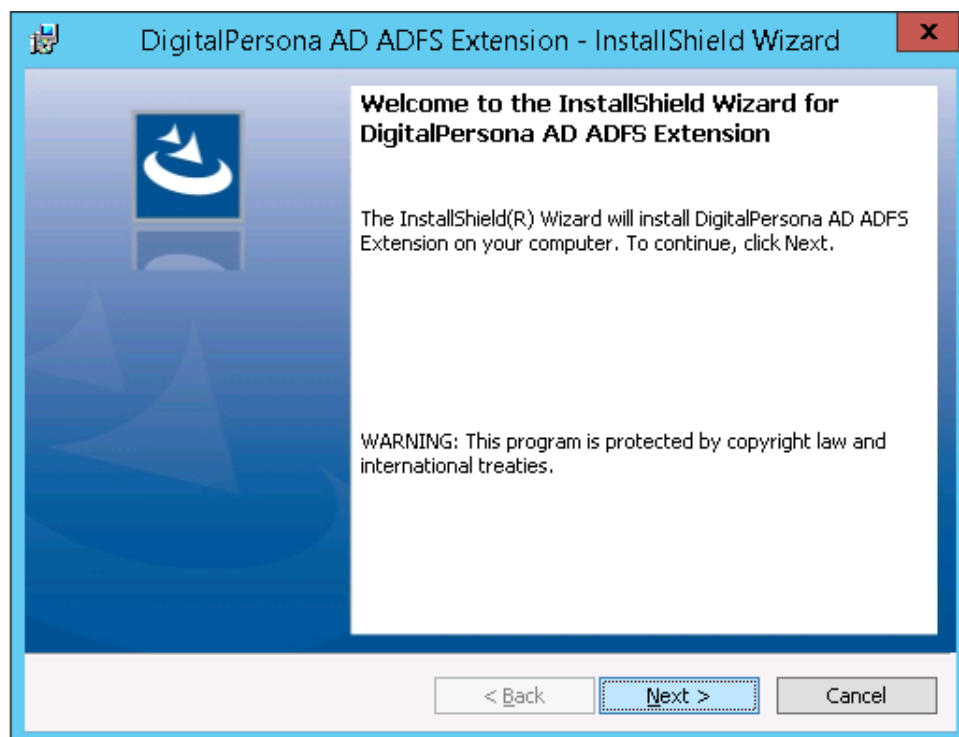 DigitalPersona AD ADFS Extension - InstallShield Wizard
x
Welcome to the InstallShield Wizard for
DigitalPersona AD ADFS Extension
The InstallShield(R) Wizard will install DigitalPersona AD ADFS
Extension on your computer. To continue, click Next.
WARNING: This program is protected by copyright law and
international treaties.
< Back
Next >
Cancel